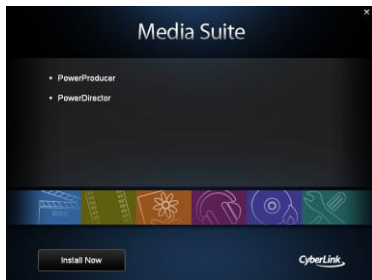 Media Suite
• PowerProducer
• PowerDirector
Install Now
CyberLink